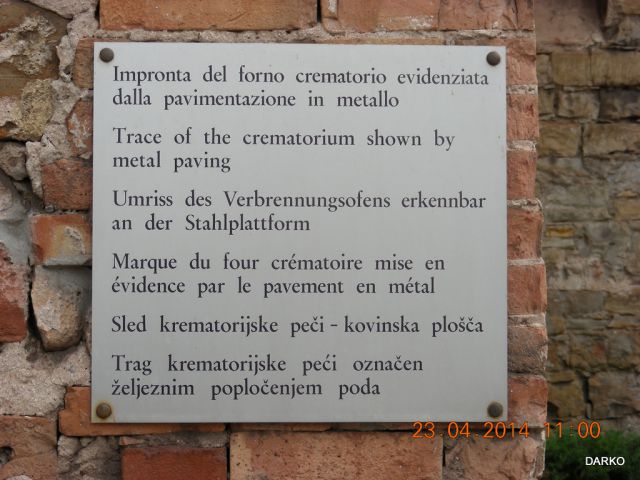 Impronta del forno crematorio evidenziata
dalla pavimentazione in metallo
Trace of the crematorium shown by
metal paving
Umriss des Verbrennungsofens erkennbar
an der Stahlplattform
Marque du four crématoire mise en
évidence par le pavement en métal
Sled krematorijske peči - kovinska plošča
Trag krematorijske peći označen
željeznim popločenjem poda
23.04.2014 11:00
DARKO